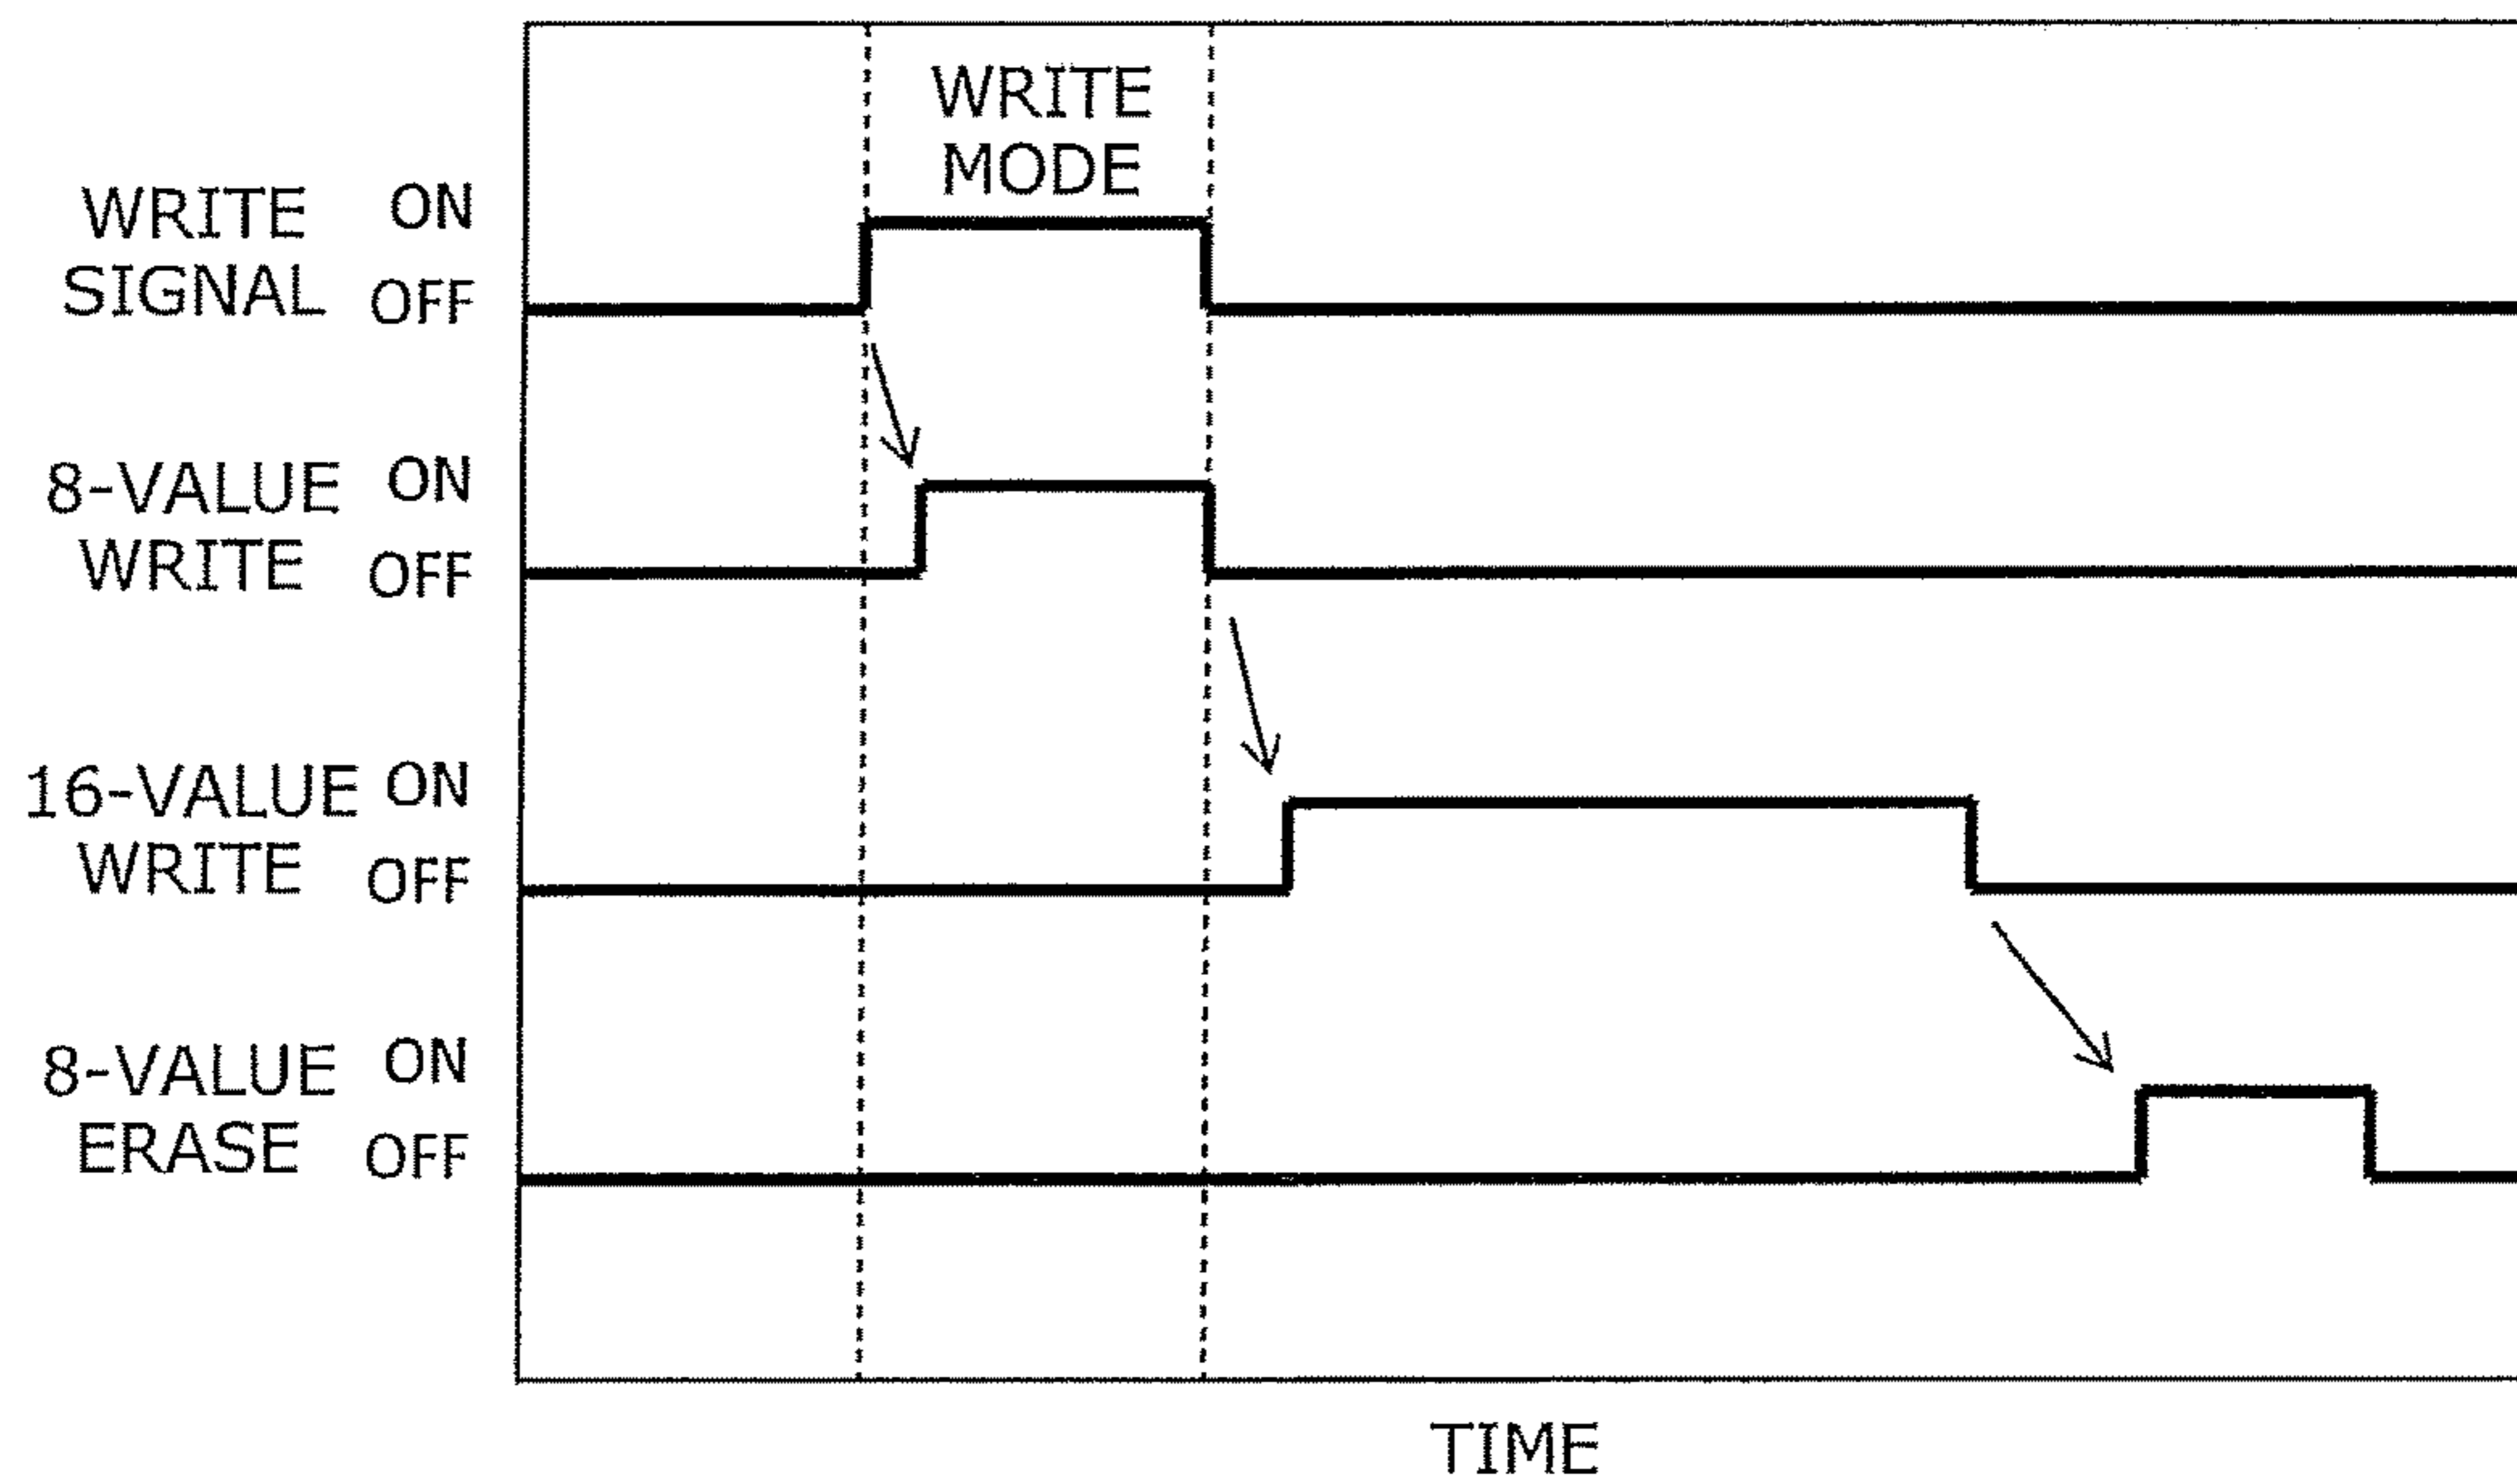 WRITE
MODE
WRITE ON
SIGNAL OFF
8-VALUE ON
WRITE OFF
16-VALUE ON
WRITE OFF
8-VALUE ON
ERASE OFF
TIME